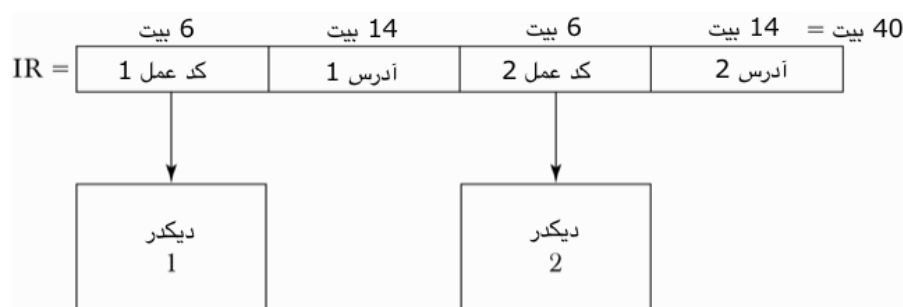 6 بیت 14 بیت 6 بیت 14 بیت = 40 بیت
IR = کد عمل 1 آدرس 1 کد عمل 2 آدرس 2
دیکدر دیکدر
1 2